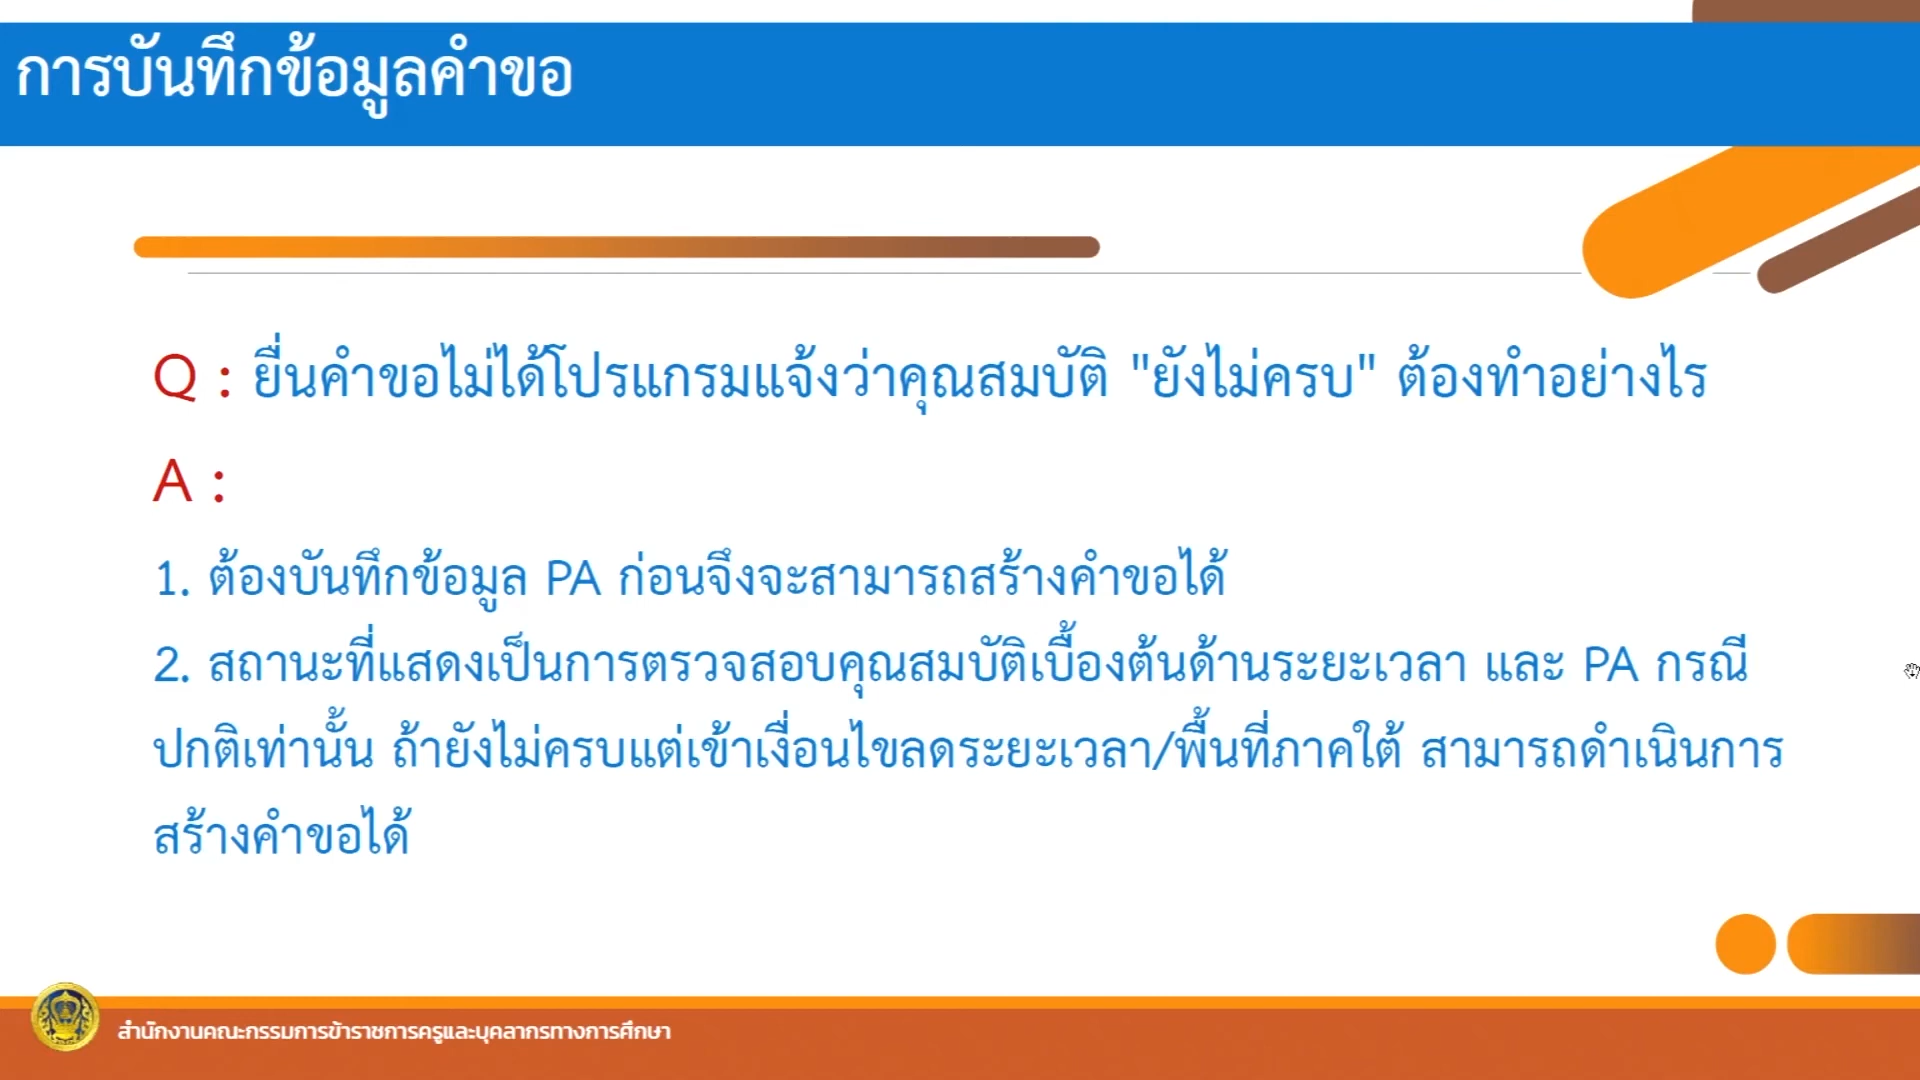 การบันทึกข้อมูลคำขอ
Q : ยื่นคำขอไม่ได้โปรแกรมแจ้งว่าคุณสมบัติ "ยังไม่ครบ" ต้องทำอย่างไร
A :
1. ต้องบันทึกข้อมูล PA ก่อนจึงจะสามารถสร้างคำขอได้
2. สถานะที่แสดงเป็นการตรวจสอบคุณสมบัติเบื้องต้นด้านระยะเวลา และ PA กรณี
ปกติเท่านั้น ถ้ายังไม่ครบแต่เข้าเงื่อนไขลดระยะเวลา/พื้นที่ภาคใต้ สามารถดำเนินการ
สร้างคำขอได้
สำนักงานคณะกรรมการข้าราชการครูและบุคลากรทางการศึกษา